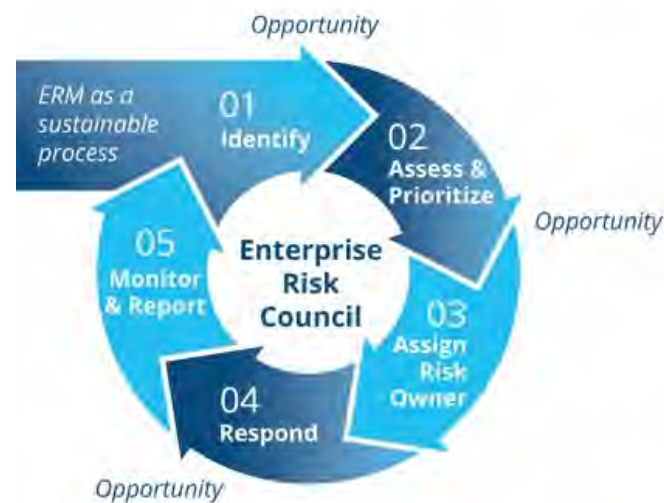 Opportunity
ERM as a
sustainable
process
01
Identify
02
Assess &
Prioritize
Opportunity
03
Assign
Risk
Owner
04
Respond
Opportunity
05
Monitor
& Report
Enterprise
Risk
Council